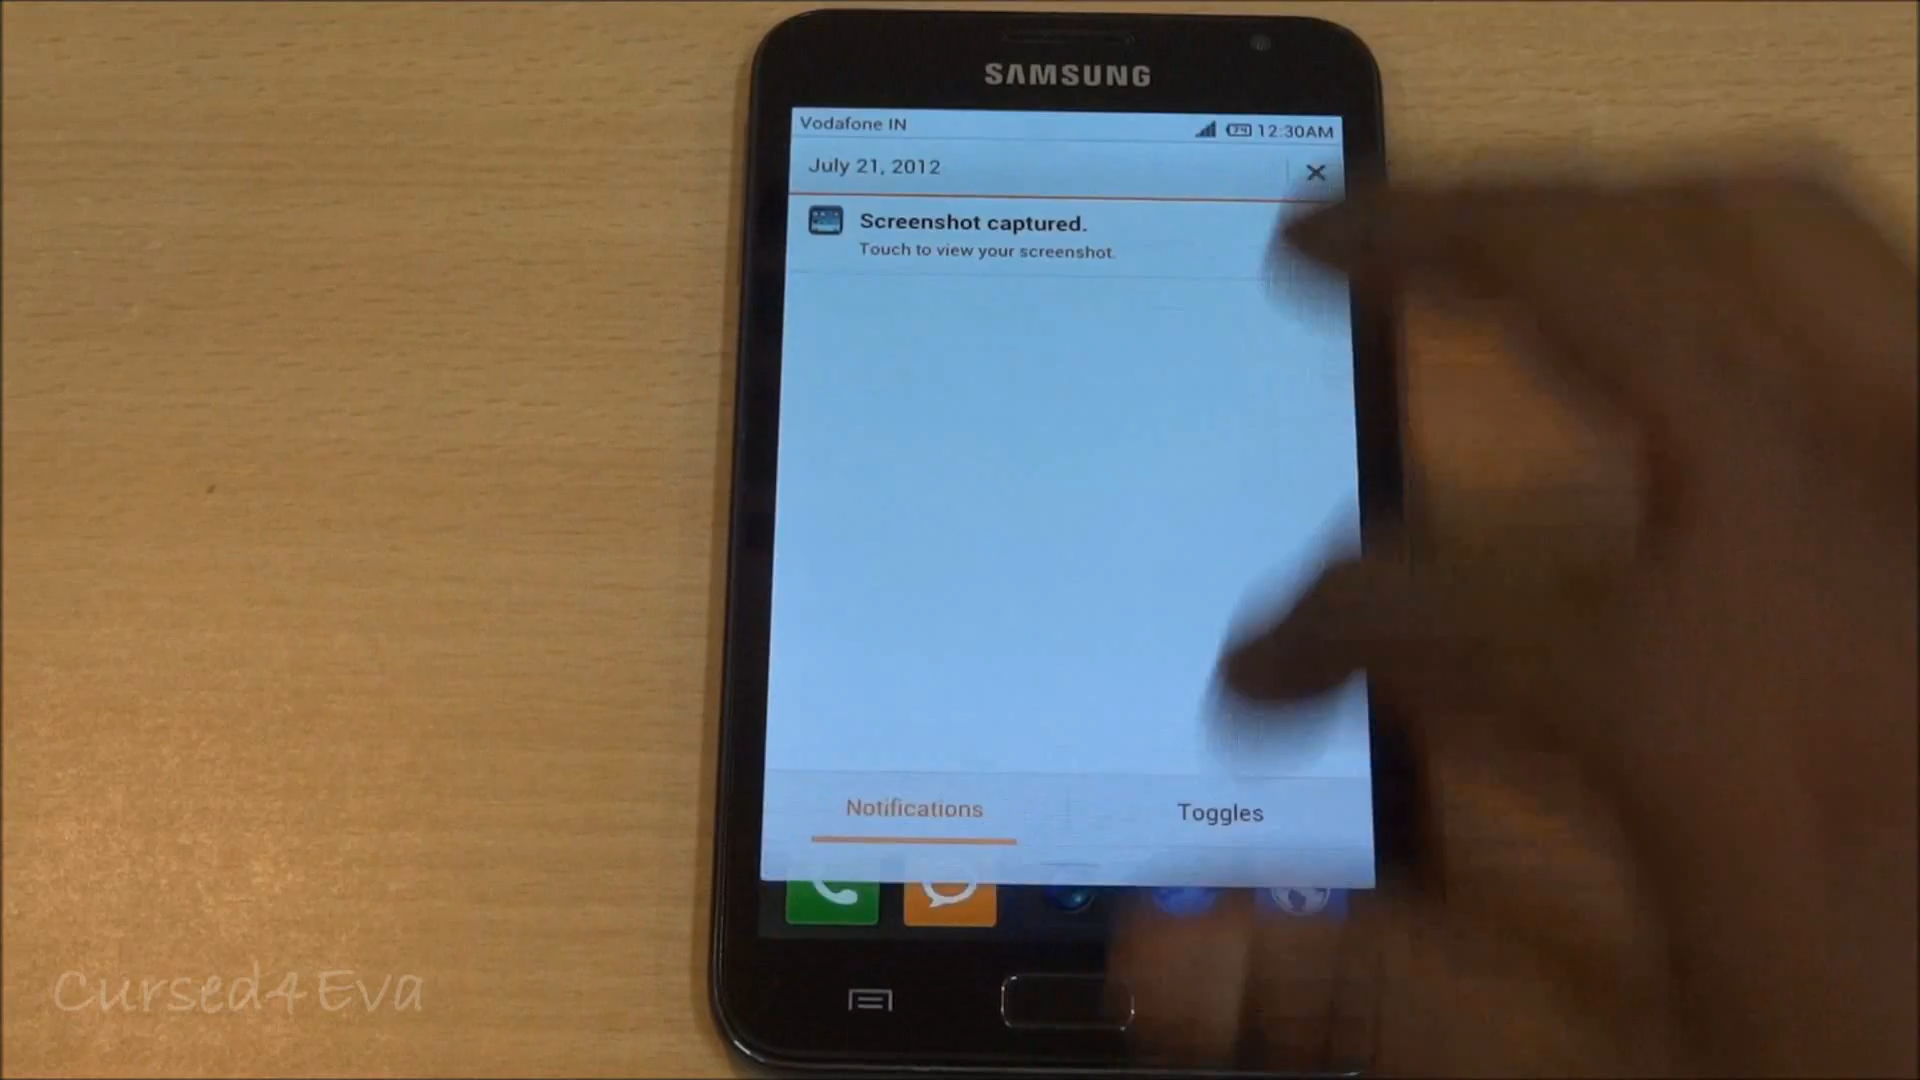 SAMSUNG
Vodafone IN
12:30AM
July 21, 2012
Screenshot captured.
Touch to view your screenshot.
Notifications
Toggles
Cursed4Eva